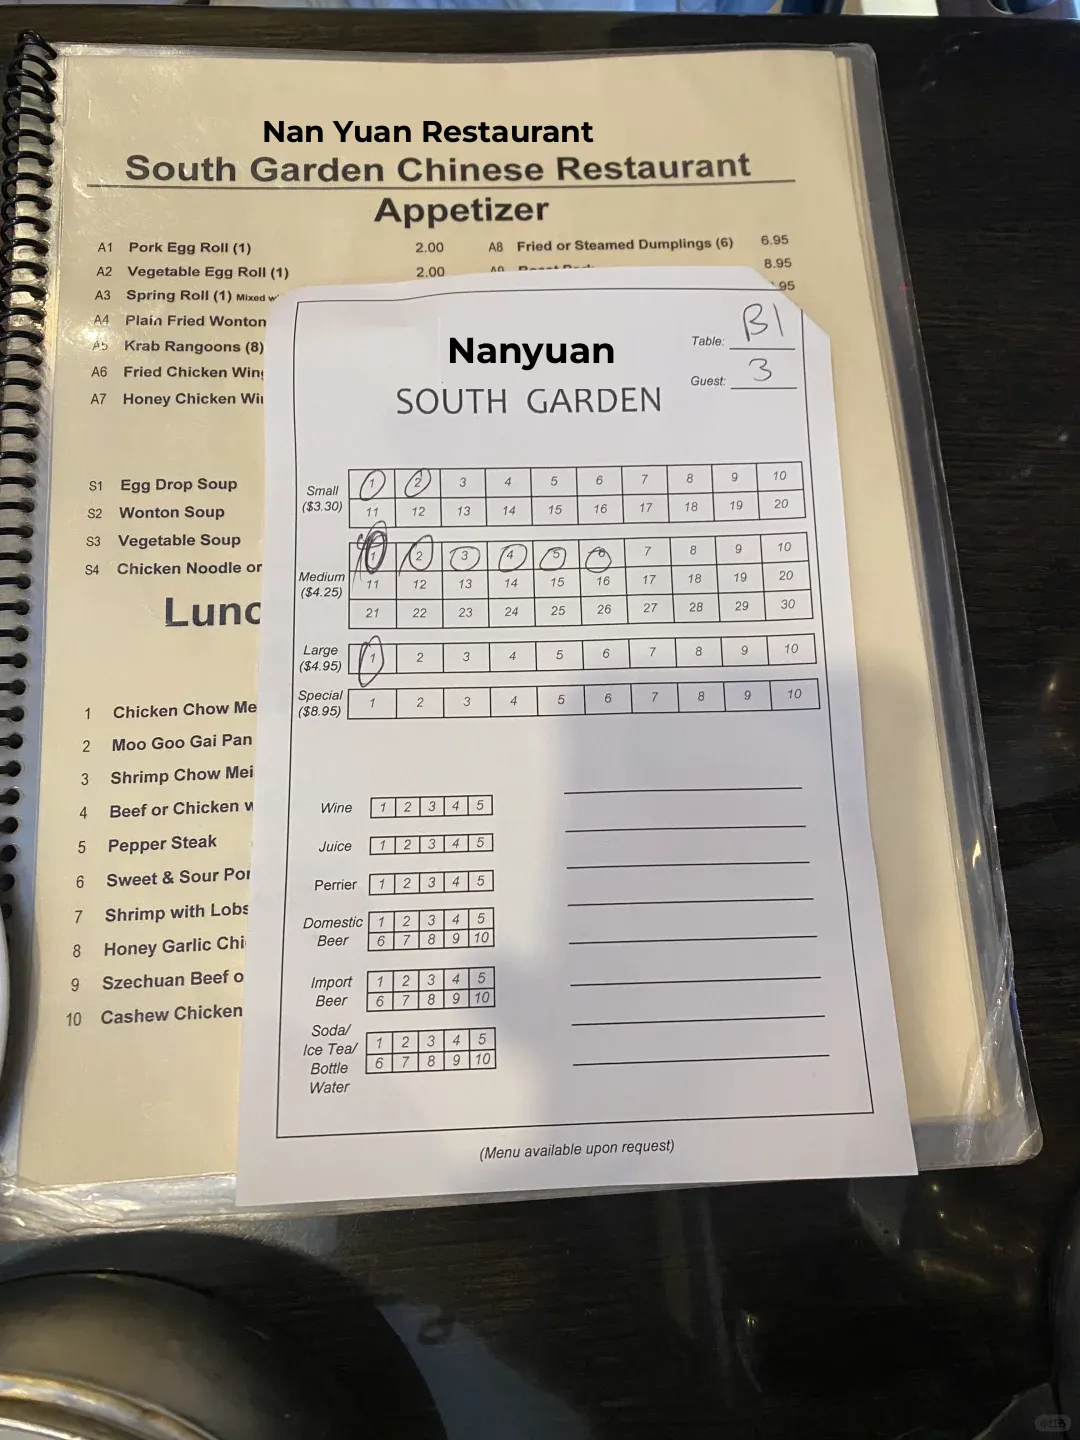 Nan Yuan Restaurant
South Garden Chinese Restaurant
Appetizer
A1 Pork Egg Roll (1) 2.00
A2 Vegetable Egg Roll (1) 2.00
A3 Spring Roll (1) Mixed
A4 Plain Fried Wonton
A5 Krab Rangoons (8)
A6 Fried Chicken
A7 Honey Chicken
A8 Fried or Steamed Dumplings (6) 6.95
8.95
.95
S1 Egg Drop Soup
S2 Wonton Soup
S3 Vegetable Soup
S4 Chicken Noodle or
Lunc
1 Chicken Chow Me
2 Moo Goo Gai Pan
3 Shrimp Chow Mei
4 Beef or Chicken w
5 Pepper Steak
6 Sweet & Sour Por
7 Shrimp with Lobs
8 Honey Garlic Chi
9 Szechuan Beef o
10 Cashew Chicken
Table: B1
Guest: 3
Nanyuan
SOUTH GARDEN
Small
($3.30)
1 2 3 4 5 6 7 8 9 10
11 12 13 14 15 16 17 18 19 20
Medium
($4.25)
1 2 3 4 5 6 7 8 9 10
11 12 13 14 15 16 17 18 19 20
21 22 23 24 25 26 27 28 29 30
Large
($4.95)
1 2 3 4 5 6 7 8 9 10
Special
($8.95)
1 2 3 4 5 6 7 8 9 10
Wine 1 2 3 4 5
Juice 1 2 3 4 5
Perrier 1 2 3 4 5
Domestic
Beer
1 2 3 4 5
6 7 8 9 10
Import
Beer
1 2 3 4 5
6 7 8 9 10
Soda/
Ice Tea/
Bottle
Water
1 2 3 4 5
6 7 8 9 10
(Menu available upon request)